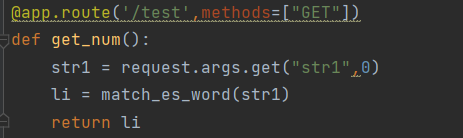 @app.route('/test',methods=["GET"])
def get_num():
    str1 = request.args.get("str1",0)
    li = match_es_word(str1)
    return li